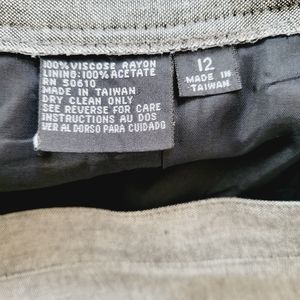 100% VISCOSE RAYON
LINING: 100% ACETATE
RN 50610
MADE IN TAIWAN
DRY CLEAN ONLY
SEE REVERSE FOR CARE
INSTRUCTIONS AU DOS
VER AL DORSO PARA CUIDADO
12
MADE IN
TAIWAN